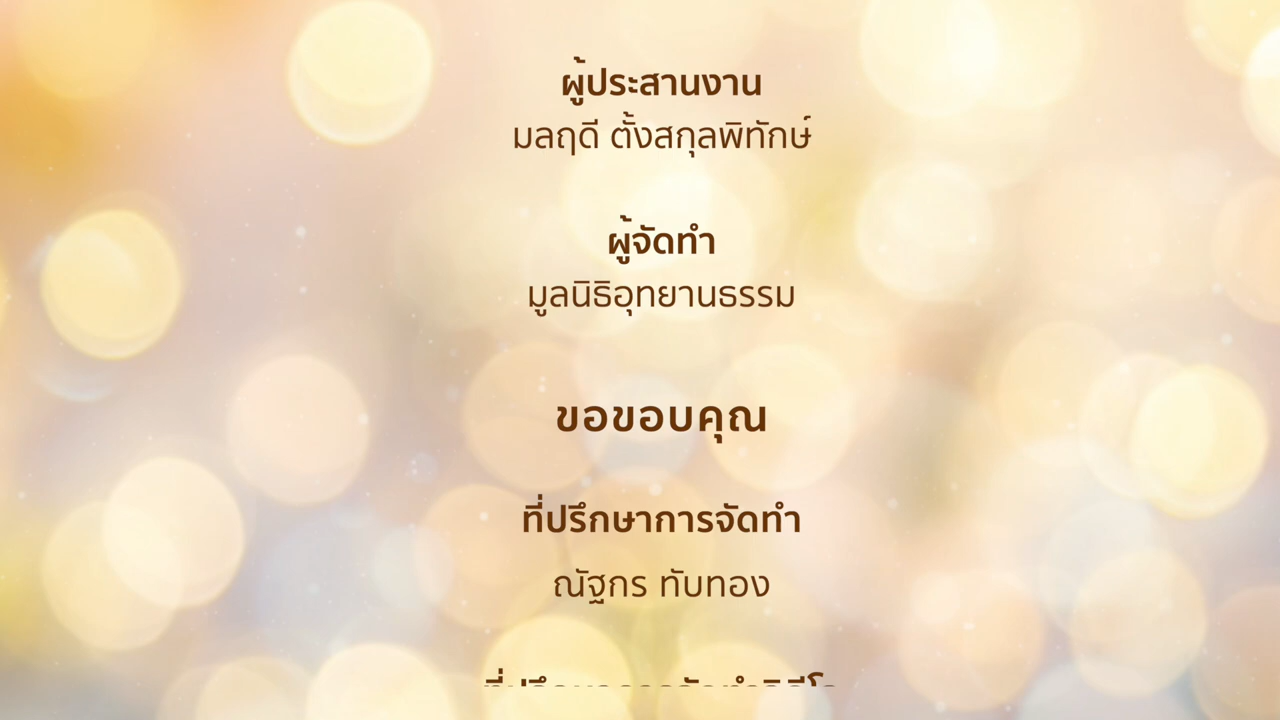 ผู้ประสานงาน
มลฤดี ตั้งสกุลพิทักษ์
ผู้จัดทำ
มูลนิธิอุทยานธรรม
ขอขอบคุณ
ที่ปรึกษาการจัดทำ
ณัฐกร ทับทอง